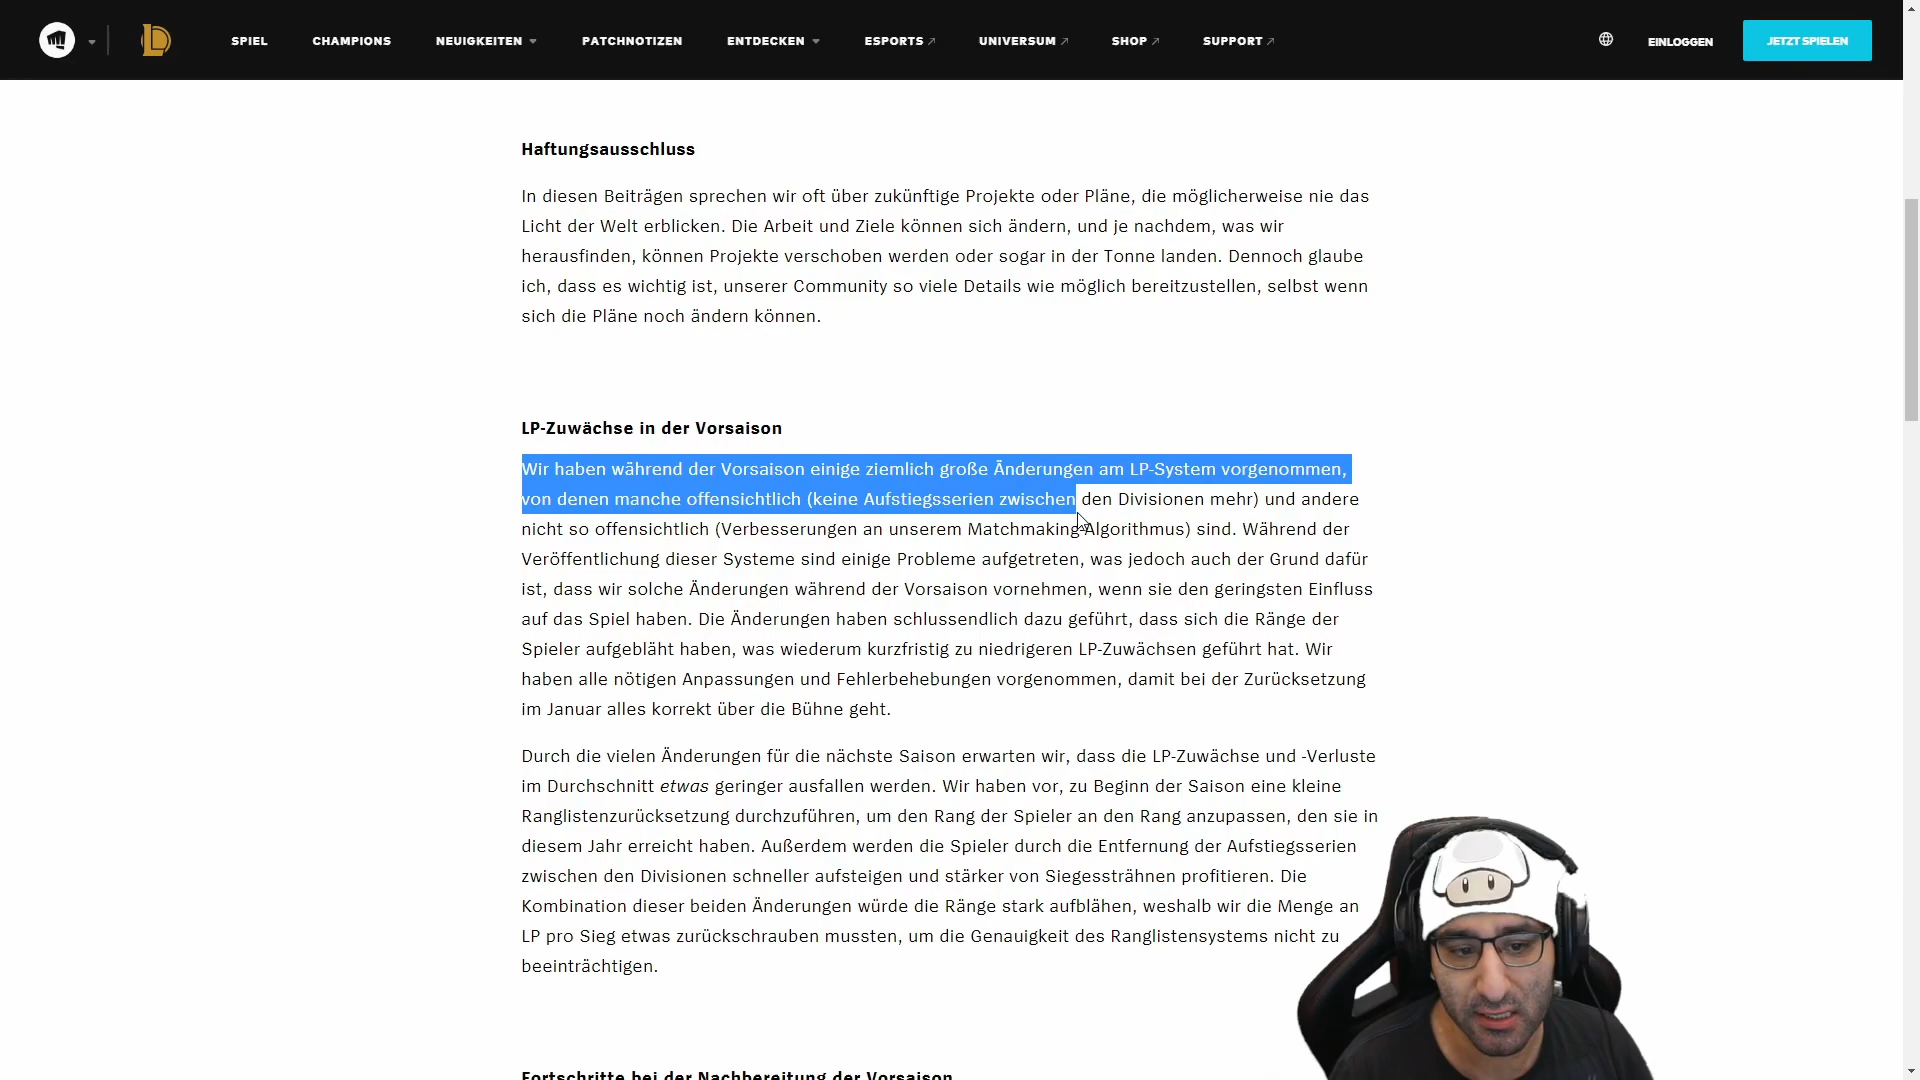 SPIEL CHAMPIONS NEUIGKEITEN PATCHNOTIZEN ENTDECKEN ESPORTS UNIVERSUM SHOP SUPPORT EINLOGGEN JETZT SPIELEN
Haftungsausschluss
In diesen Beiträgen sprechen wir oft über zukünftige Projekte oder Pläne, die möglicherweise nie das
Licht der Welt erblicken. Die Arbeit und Ziele können sich ändern, und je nachdem, was wir
herausfinden, können Projekte verschoben werden oder sogar in der Tonne landen. Dennoch glaube
ich, dass es wichtig ist, unserer Community so viele Details wie möglich bereitzustellen, selbst wenn
sich die Pläne noch ändern können.
LP-Zuwächse in der Vorsaison
Wir haben während der Vorsaison einige ziemlich große Änderungen am LP-System vorgenommen,
von denen manche offensichtlich (keine Aufstiegsserien zwischen den Divisionen mehr) und andere
nicht so offensichtlich (Verbesserungen an unserem Matchmaking-Algorithmus) sind. Während der
Veröffentlichung dieser Systeme sind einige Probleme aufgetreten, was jedoch auch der Grund dafür
ist, dass wir solche Änderungen während der Vorsaison vornehmen, wenn sie den geringsten Einfluss
auf das Spiel haben. Die Änderungen haben schlussendlich dazu geführt, dass sich die Ränge der
Spieler aufgebläht haben, was wiederum kurzfristig zu niedrigeren LP-Zuwächsen geführt hat. Wir
haben alle nötigen Anpassungen und Fehlerbehebungen vorgenommen, damit bei der Zurücksetzung
im Januar alles korrekt über die Bühne geht.
Durch die vielen Änderungen für die nächste Saison erwarten wir, dass die LP-Zuwächse und -Verluste
im Durchschnitt etwas geringer ausfallen werden. Wir haben vor, zu Beginn der Saison eine kleine
Ranglistenzurücksetzung durchzuführen, um den Rang der Spieler an den Rang anzupassen, den sie in
diesem Jahr erreicht haben. Außerdem werden die Spieler durch die Entfernung der Aufstiegsserien
zwischen den Divisionen schneller aufsteigen und stärker von Siegessträhnen profitieren. Die
Kombination dieser beiden Änderungen würde die Ränge stark aufblähen, weshalb wir die Menge an
LP pro Sieg etwas zurückschrauben mussten, um die Genauigkeit des Ranglistensystems nicht zu
beeinträchtigen.
Fortschritte bei der Nachbereitung der Vorsaison